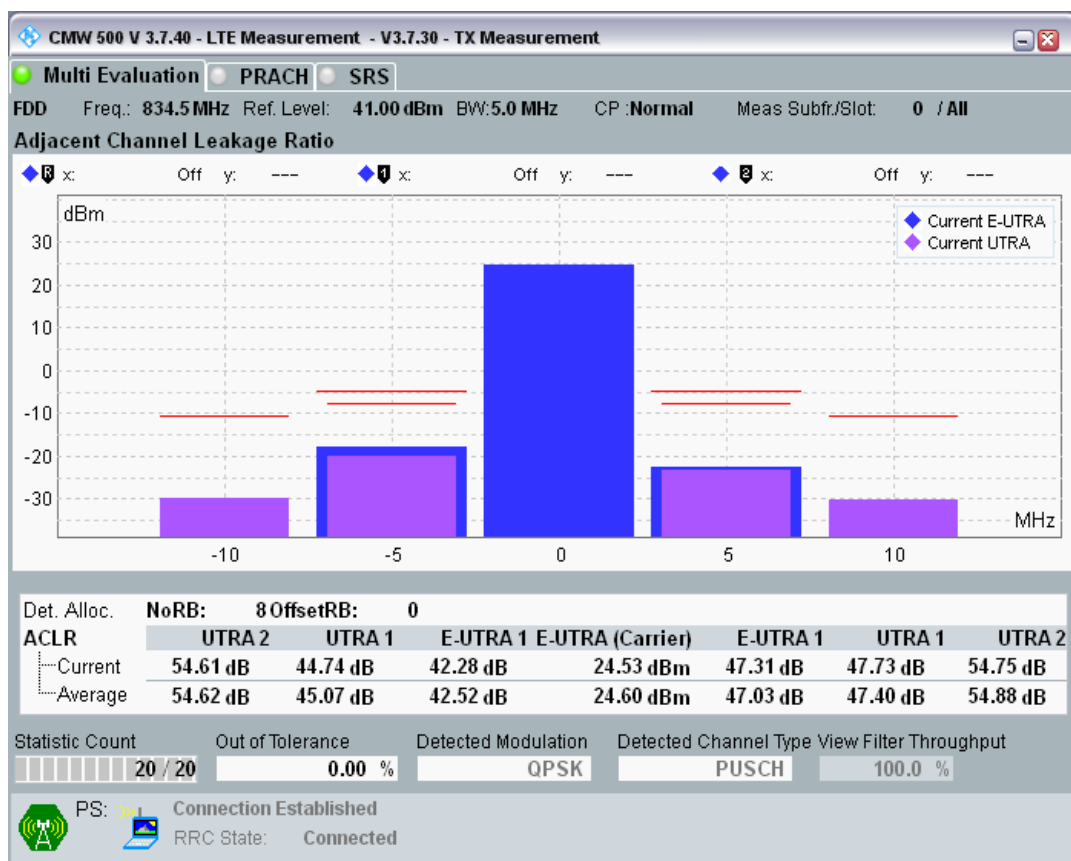 CMW 500 V 3.7.40 - LTE Measurement - V3.7.30 - TX Measurement
Multi Evaluation PRACH SRS
FDD Freq.: 834.5 MHz Ref. Level: 41.00 dBm BW:5.0 MHz CP :Normal Meas Subfr./Slot: 0 / All
Adjacent Channel Leakage Ratio
R x: Off y: --- 1 x: Off y: --- 2 x: Off y: ---
dBm
Current E-UTRA
Current UTRA
30
20
10
0
-10
-20
-30
MHz
-10 -5 0 5 10
Det. Alloc. NoRB: 8 OffsetRB: 0
ACLR UTRA 2 UTRA 1 E-UTRA 1 E-UTRA (Carrier) E-UTRA 1 UTRA 1 UTRA 2
Current 54.61 dB 44.74 dB 42.28 dB 24.53 dBm 47.31 dB 47.73 dB 54.75 dB
Average 54.62 dB 45.07 dB 42.52 dB 24.60 dBm 47.03 dB 47.40 dB 54.88 dB
Statistic Count Out of Tolerance Detected Modulation Detected Channel Type View Filter Throughput
20 / 20 0.00 % QPSK PUSCH 100.0 %
PS: Connection Established
RRC State: Connected